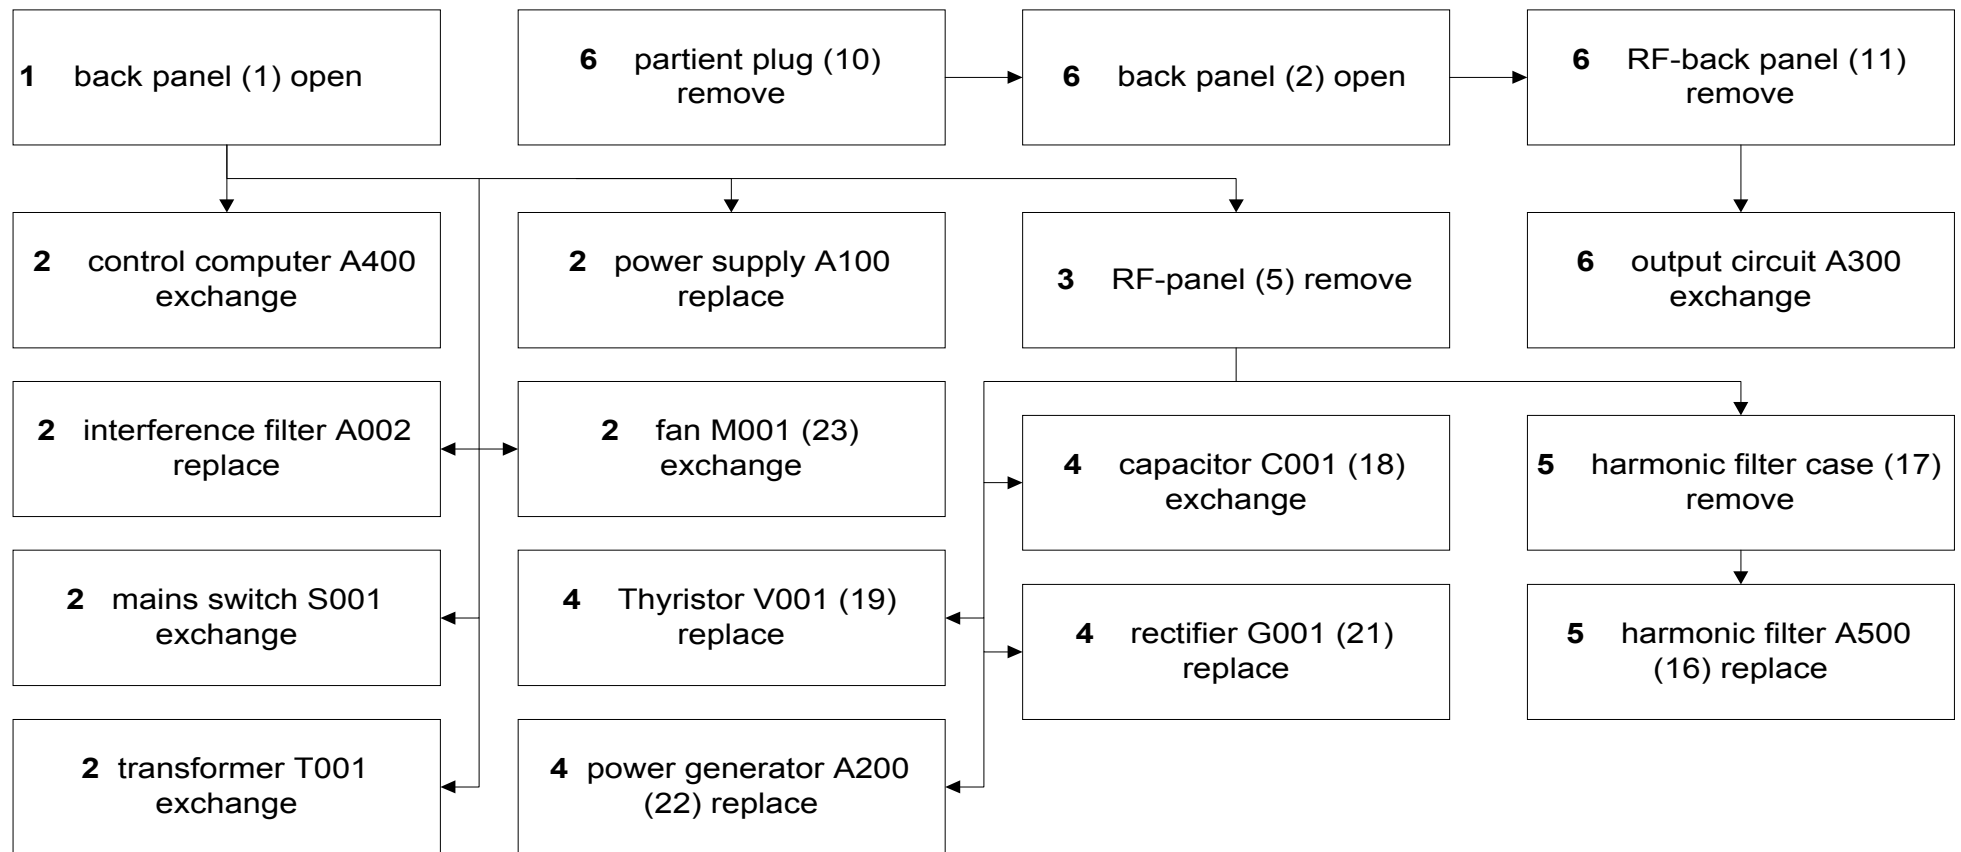 1 back panel (1) open
6 partient plug (10)
remove
6 back panel (2) open
6 RF-back panel (11)
remove
2 control computer A400
exchange
2 power supply A100
replace
3 RF-panel (5) remove
6 output circuit A300
exchange
2 interference filter A002
replace
2 fan M001 (23)
exchange
4 capacitor C001 (18)
exchange
5 harmonic filter case (17)
remove
2 mains switch S001
exchange
4 Thyristor V001 (19)
replace
4 rectifier G001 (21)
replace
5 harmonic filter A500
(16) replace
2 transformer T001
exchange
4 power generator A200
(22) replace